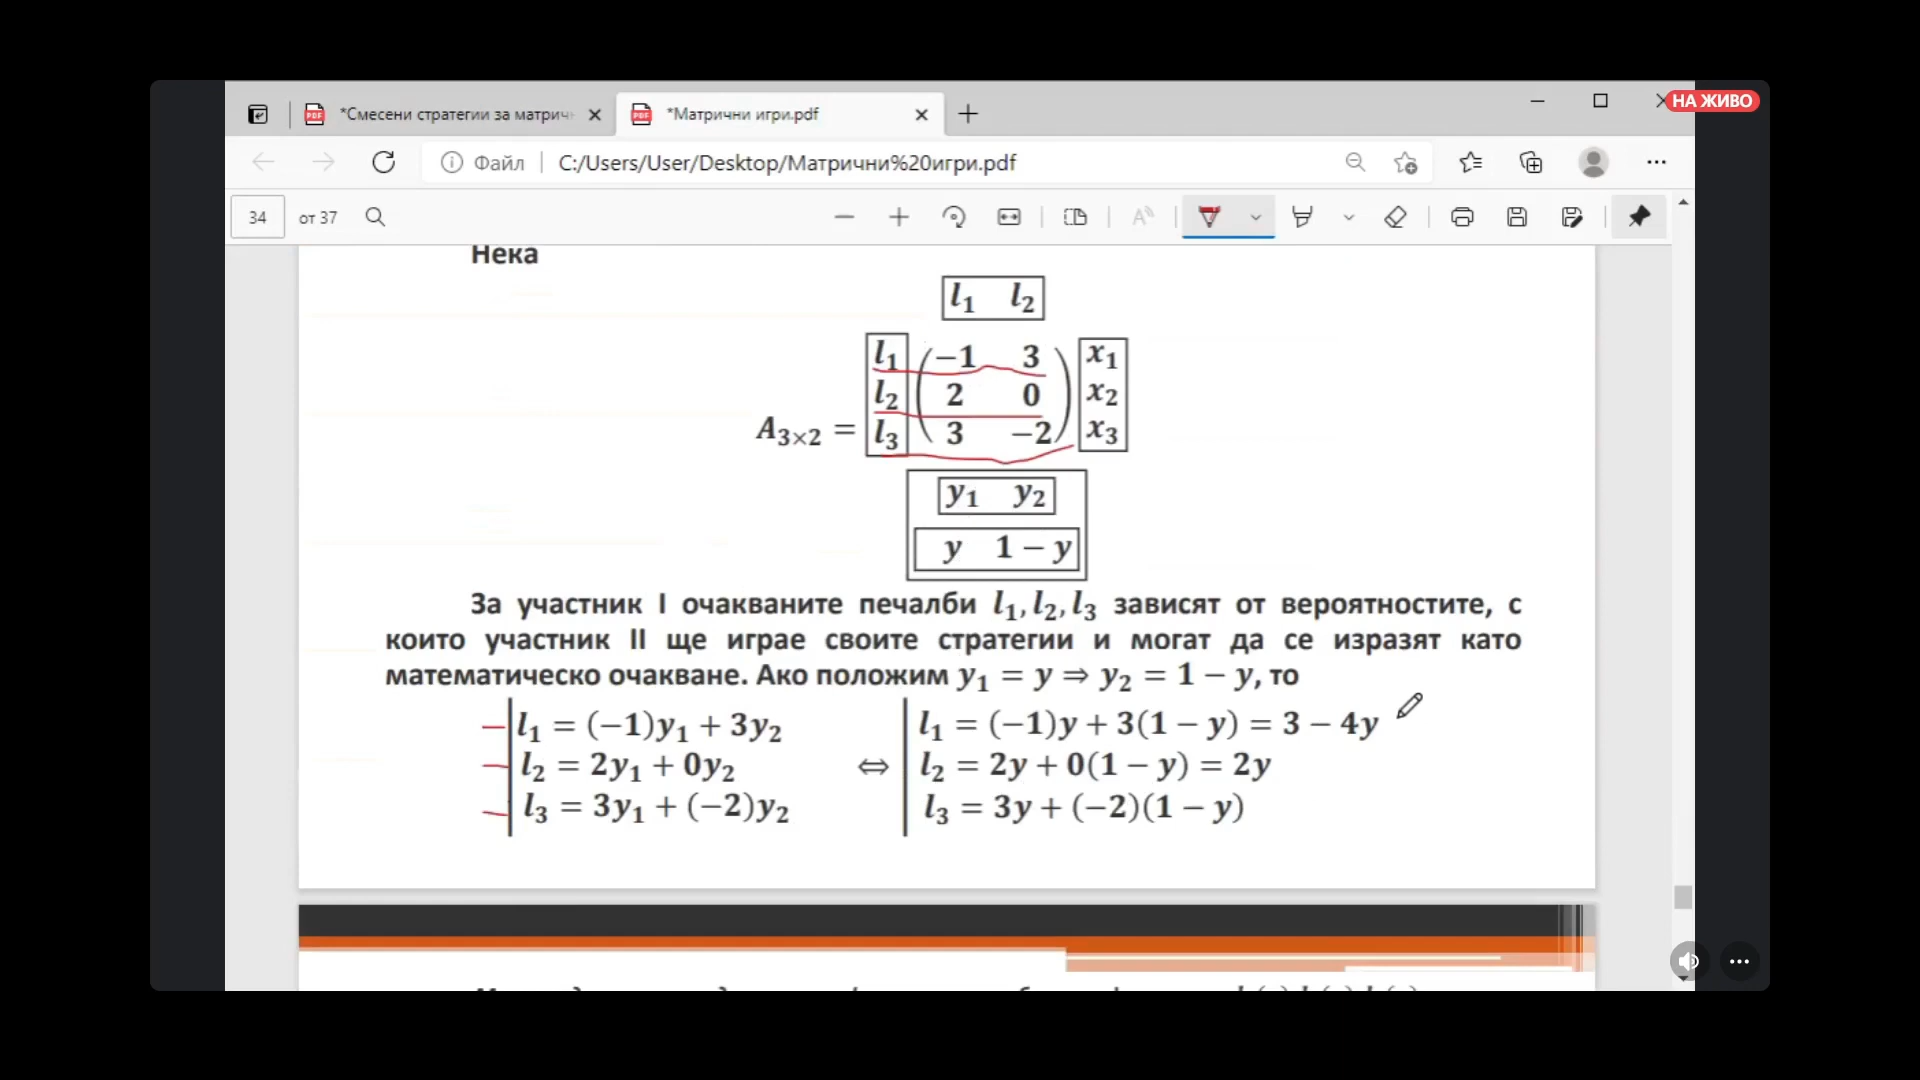 *Смесени стратегии за матрич
*Матрични игри.pdf
НА ЖИВО
Файл
C:/Users/User/Desktop/Матрични%20игри.pdf
34 от 37
Нека
l₁ l₂
l₁ −1 3 x₁
l₂ 2 0 x₂
A₃ₓ₂ = l₃ 3 −2 x₃
y₁ y₂
y 1 − y
За участник I очакваните печалби l₁, l₂, l₃ зависят от вероятностите, с
които участник II ще играе своите стратегии и могат да се изразят като
математическо очакване. Ако положим y₁ = y ⇒ y₂ = 1 − y, то
l₁ = (−1)y₁ + 3y₂
l₂ = 2y₁ + 0y₂
l₃ = 3y₁ + (−2)y₂
⇔
l₁ = (−1)y + 3(1 − y) = 3 − 4y
l₂ = 2y + 0(1 − y) = 2y
l₃ = 3y + (−2)(1 − y)